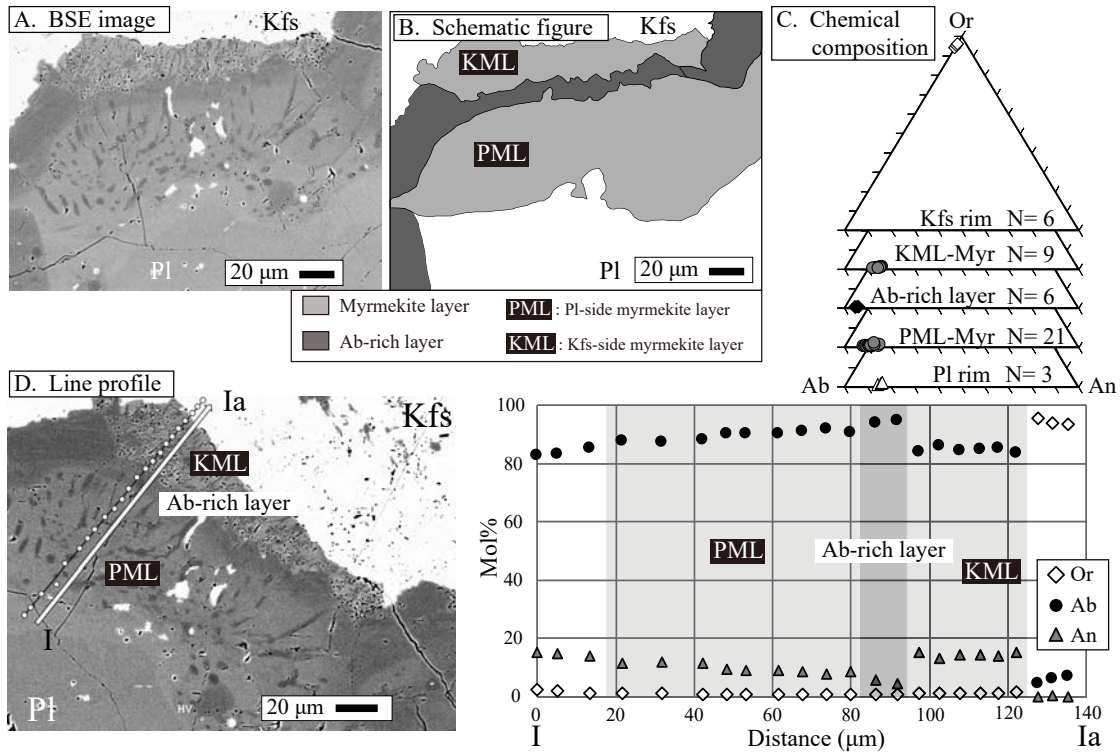 A. BSE image
Kfs
Pl
20 µm
B. Schematic figure
Kfs
KML
PML
Pl
20 µm
Myrmekite layer
PML : Pl-side myrmekite layer
Ab-rich layer
KML : Kfs-side myrmekite layer
C. Chemical composition
Or
Kfs rim N= 6
KML-Myr N= 9
Ab-rich layer N= 6
PML-Myr N= 21
Pl rim N= 3
Ab
An
D. Line profile
Ia
Kfs
KML
Ab-rich layer
PML
I
Pl
HV
20 µm
100
80
60
40
20
0
Mol%
PML
Ab-rich layer
KML
Or
Ab
An
0 20 40 60 80 100 120 140
I
Distance (µm)
Ia